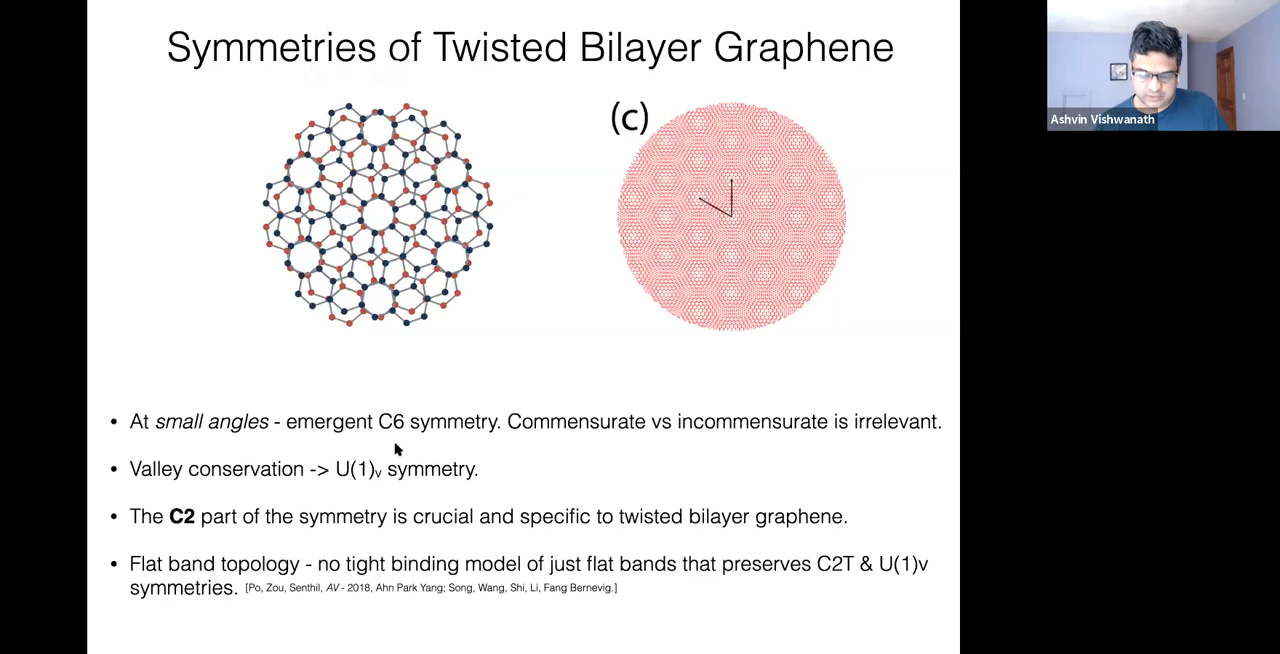 Symmetries of Twisted Bilayer Graphene
(c)
Ashvin Vishwanath
• At small angles - emergent C6 symmetry. Commensurate vs incommensurate is irrelevant.
• Valley conservation -> U(1)v symmetry.
• The C2 part of the symmetry is crucial and specific to twisted bilayer graphene.
• Flat band topology - no tight binding model of just flat bands that preserves C2T & U(1)v
symmetries. [Po, Zou, Senthil, AV - 2018, Ahn Park Yang; Song, Wang, Shi, Li, Fang Bernevig.]